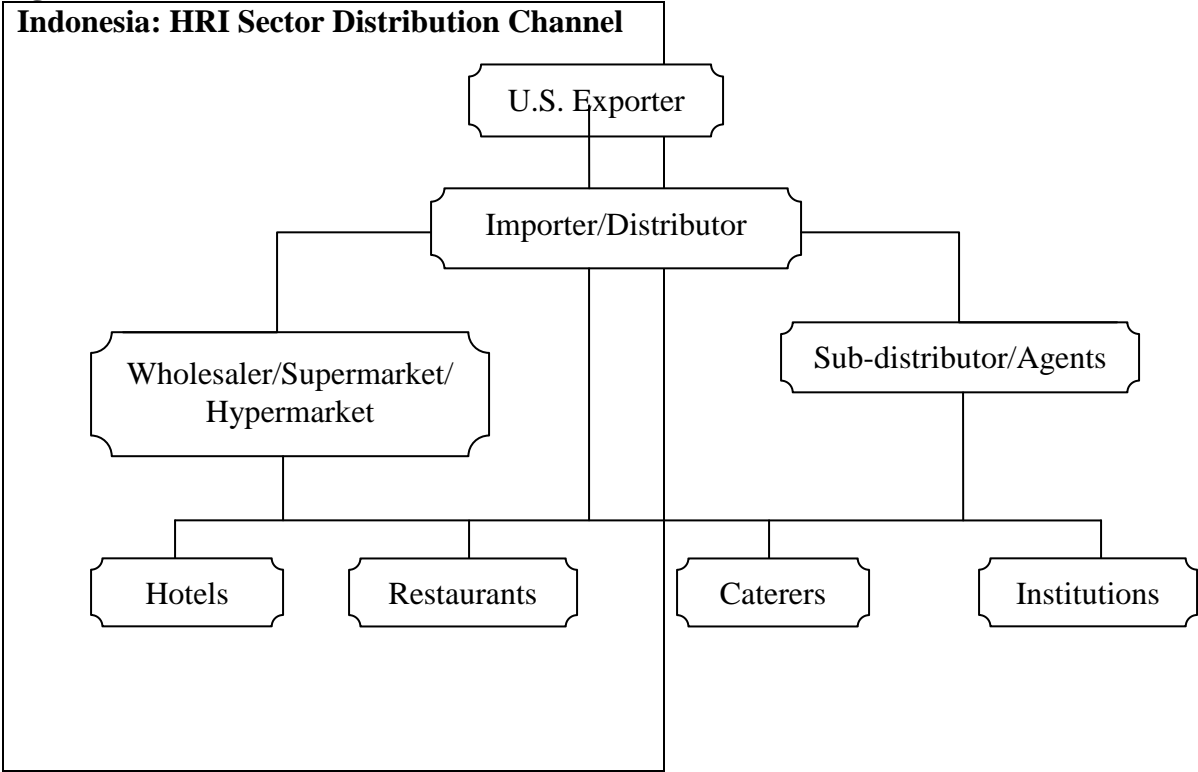 Indonesia: HRI Sector Distribution Channel
U.S. Exporter
Importer/Distributor
Wholesaler/Supermarket/
Hypermarket
Sub-distributor/Agents
Hotels
Restaurants
Caterers
Institutions